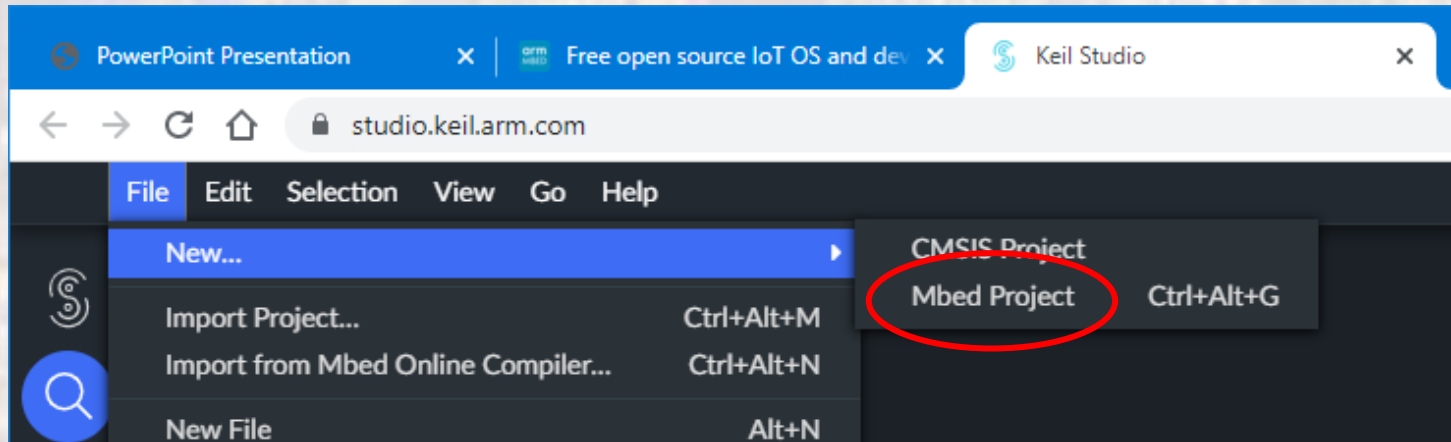 PowerPoint Presentation
arm MBED Free open source IoT OS and dev
Keil Studio
studio.keil.arm.com
File Edit Selection View Go Help
New...
CMSIS Project
Mbed Project Ctrl+Alt+G
Import Project... Ctrl+Alt+M
Import from Mbed Online Compiler... Ctrl+Alt+N
New File Alt+N